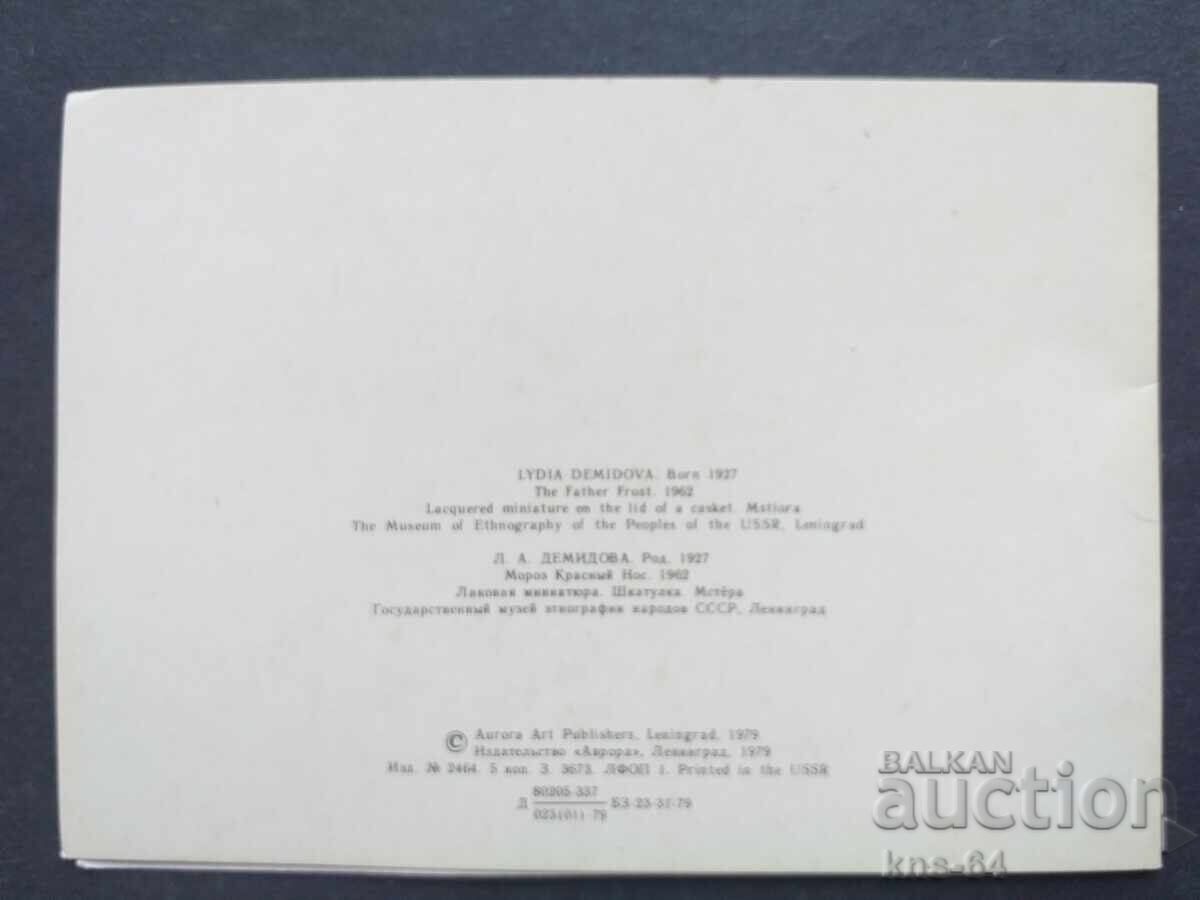 LYDIA DEMIDOVA. Born 1927
The Father Frost. 1962
Lacquered miniature on the lid of a casket. Mstiora
The Museum of Ethnography of the Peoples of the USSR, Leningrad
Л. А. ДЕМИДОВА. Род. 1927
Мороз Красный Нос. 1962
Лаковая миниатюра. Шкатулка. Мстёра
Государственный музей этнографии народов СССР, Ленинград
© Aurora Art Publishers, Leningrad, 1979
Издательство «Аврора», Ленинград, 1979
Изд. № 2464. 5 коп. З. 3673. ЛФОП 1. Printed in the USSR
80205-337
Д БЗ-23-37-79
023(01)-79
BALKAN
auction
kns-64